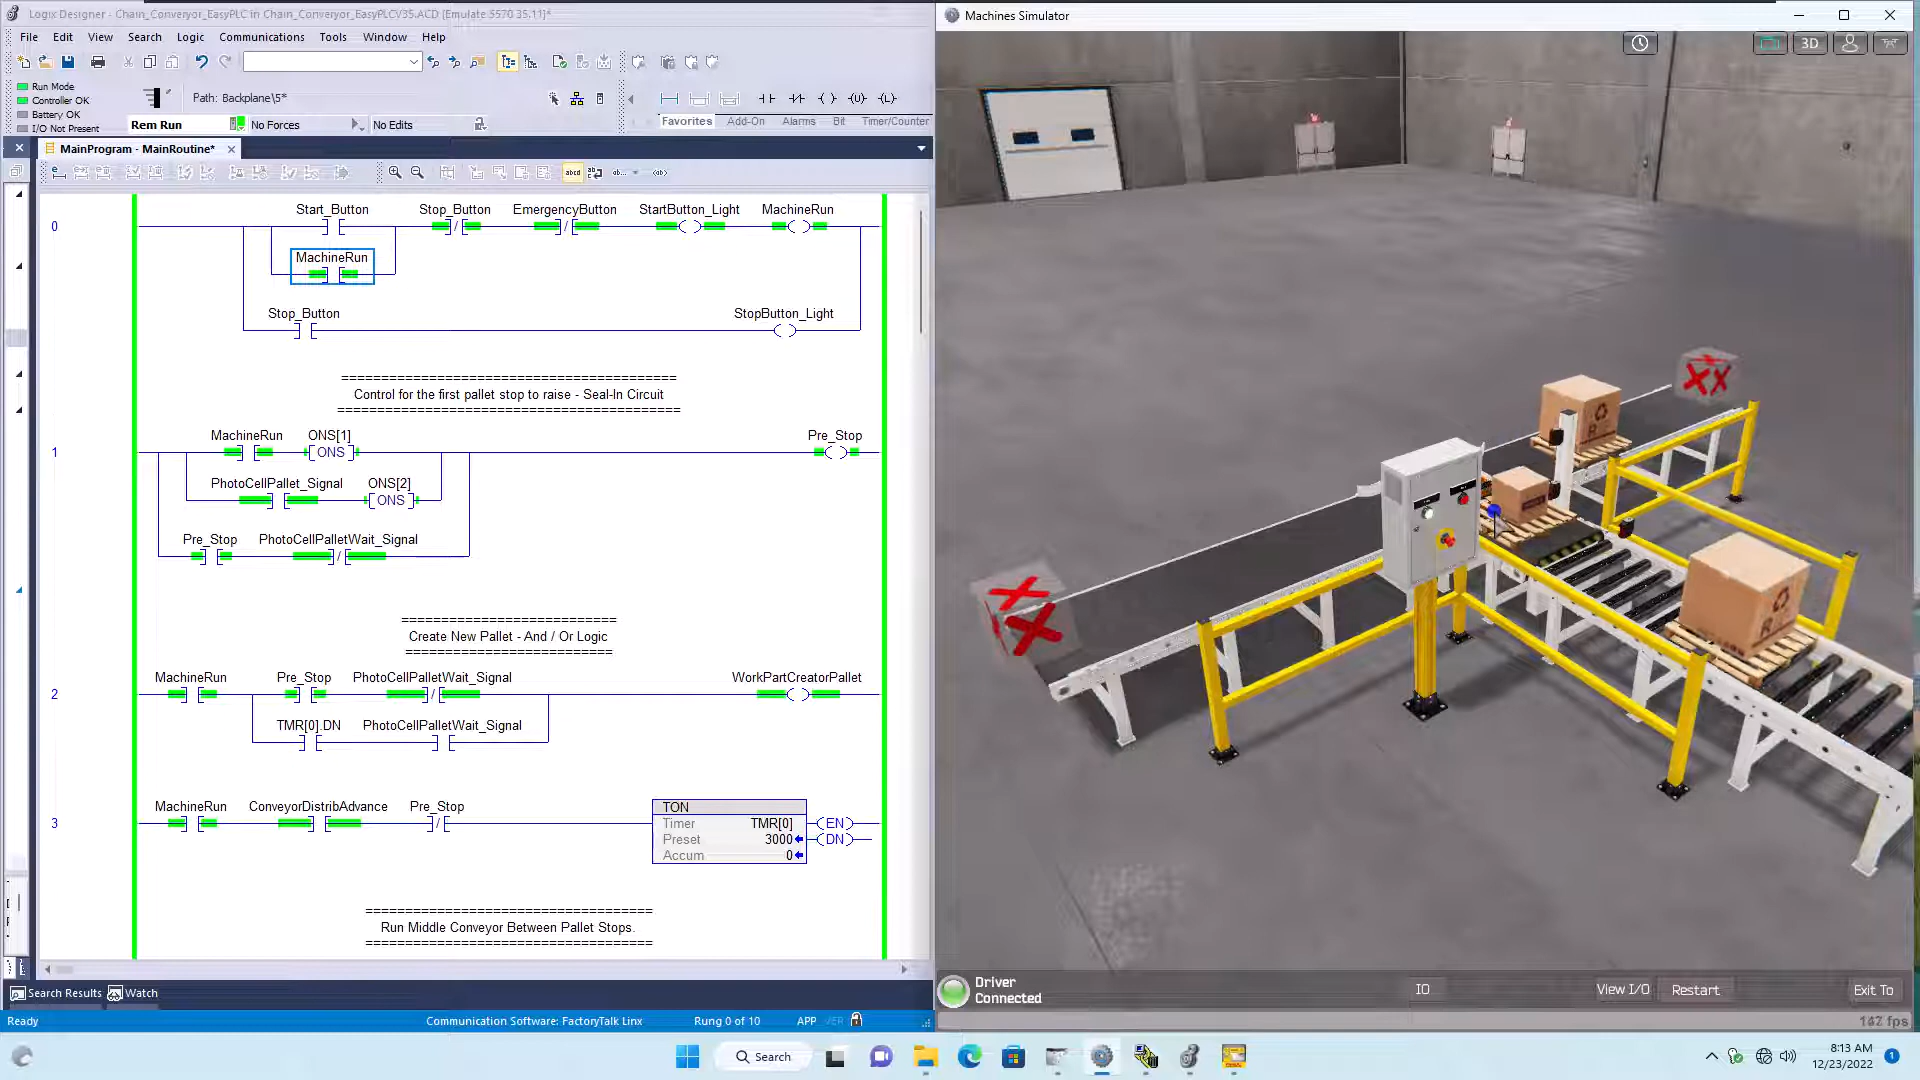 Logix Designer - Chain_Converyor_EasyPLC in Chain_Converyor_EasyPLCV35.ACD [Emulate 5570 35.11]*
File Edit View Search Logic Communications Tools Window Help
Run Mode
Controller OK
Battery OK
I/O Not Present
Path: Backplane\5*
Rem Run
No Forces
No Edits
Favorites Add-On Alarms Bit Timer/Counter
MainProgram - MainRoutine*
0
Start_Button
Stop_Button
EmergencyButton
StartButton_Light
MachineRun
MachineRun
Stop_Button
StopButton_Light
=========================================
Control for the first pallet stop to raise - Seal-In Circuit
=========================================
1
MachineRun
ONS[1]
ONS
Pre_Stop
PhotoCellPallet_Signal
ONS[2]
ONS
Pre_Stop
PhotoCellPalletWait_Signal
==========================
Create New Pallet - And / Or Logic
==========================
2
MachineRun
Pre_Stop
PhotoCellPalletWait_Signal
WorkPartCreatorPallet
TMR[0].DN
PhotoCellPalletWait_Signal
3
MachineRun
ConveyorDistribAdvance
Pre_Stop
TON
Timer TMR[0]
Preset 3000
Accum 0
EN
DN
===================================
Run Middle Conveyor Between Pallet Stops.
===================================
Search Results Watch
Ready
Communication Software: FactoryTalk Linx
Rung 0 of 10
APP
VER
Machines Simulator
3D
Driver
Connected
IO
View I/O
Restart
Exit To
147 fps
Search
8:13 AM
12/23/2022
1